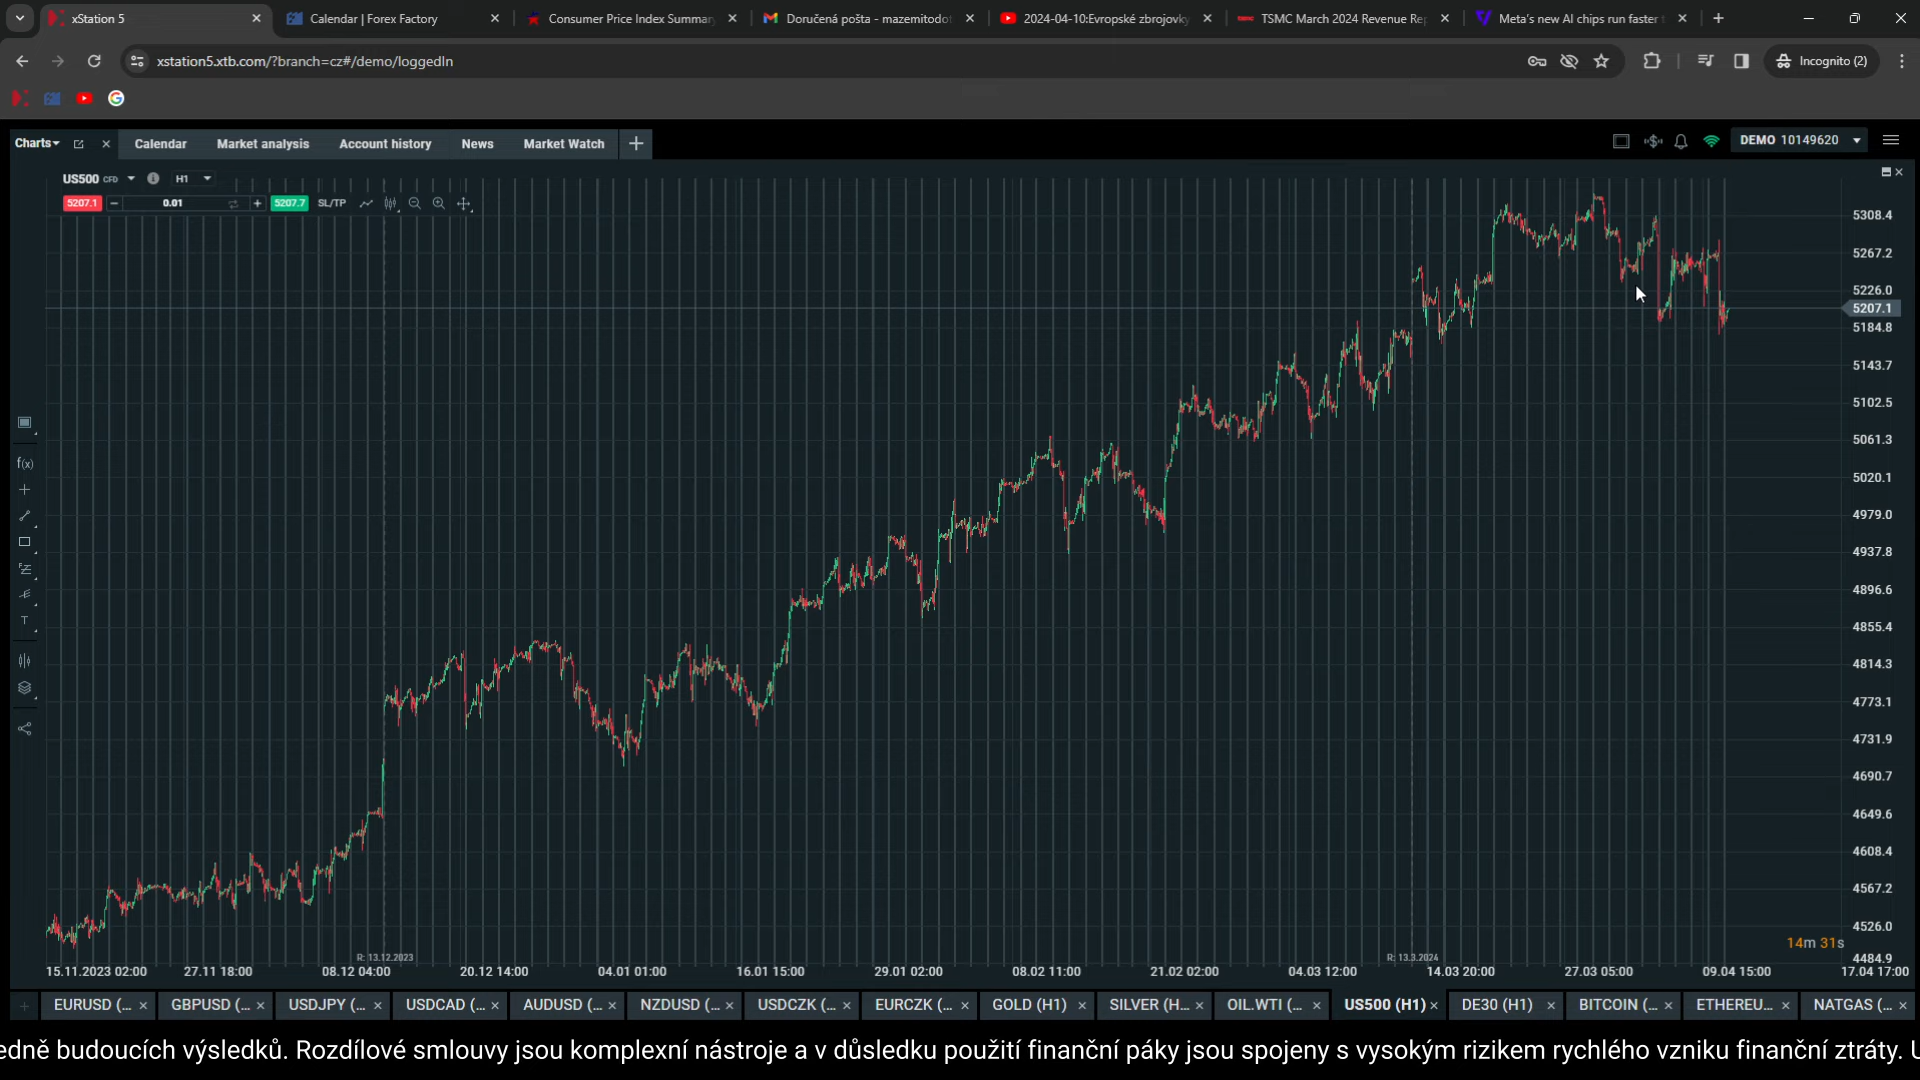 xStation 5
Calendar | Forex Factory
Consumer Price Index Summary
Doručená pošta - mazemitodo
2024-04-10:Evropské zbrojovky
TSMC March 2024 Revenue Re
Meta's new AI chips run faster
xstation5.xtb.com/?branch=cz#/demo/loggedIn
Incognito (2)
Charts
Calendar
Market analysis
Account history
News
Market Watch
DEMO 10149620
US500 CFD
H1
5207.1
0.01
5207.7
SL/TP
5308.4
5267.2
5226.0
5207.1
5184.8
5143.7
5102.5
5061.3
5020.1
4979.0
4937.8
4896.6
4855.4
4814.3
4773.1
4731.9
4690.7
4649.6
4608.4
4567.2
4526.0
4484.9
f(x)
T
14m 31s
R: 13.12.2023
R: 13.3.2024
15.11.2023 02:00
27.11 18:00
08.12 04:00
20.12 14:00
04.01 01:00
16.01 15:00
29.01 02:00
08.02 11:00
21.02 02:00
04.03 12:00
14.03 20:00
27.03 05:00
09.04 15:00
17.04 17:00
EURUSD (...
GBPUSD (...
USDJPY (...
USDCAD (...
AUDUSD (...
NZDUSD (...
USDCZK (...
EURCZK (...
GOLD (H1)
SILVER (H...
OIL.WTI (...
US500 (H1)
DE30 (H1)
BITCOIN (...
ETHEREU...
NATGAS (...
edně budoucích výsledků. Rozdílové smlouvy jsou komplexní nástroje a v důsledku použití finanční páky jsou spojeny s vysokým rizikem rychlého vzniku finanční ztráty. U